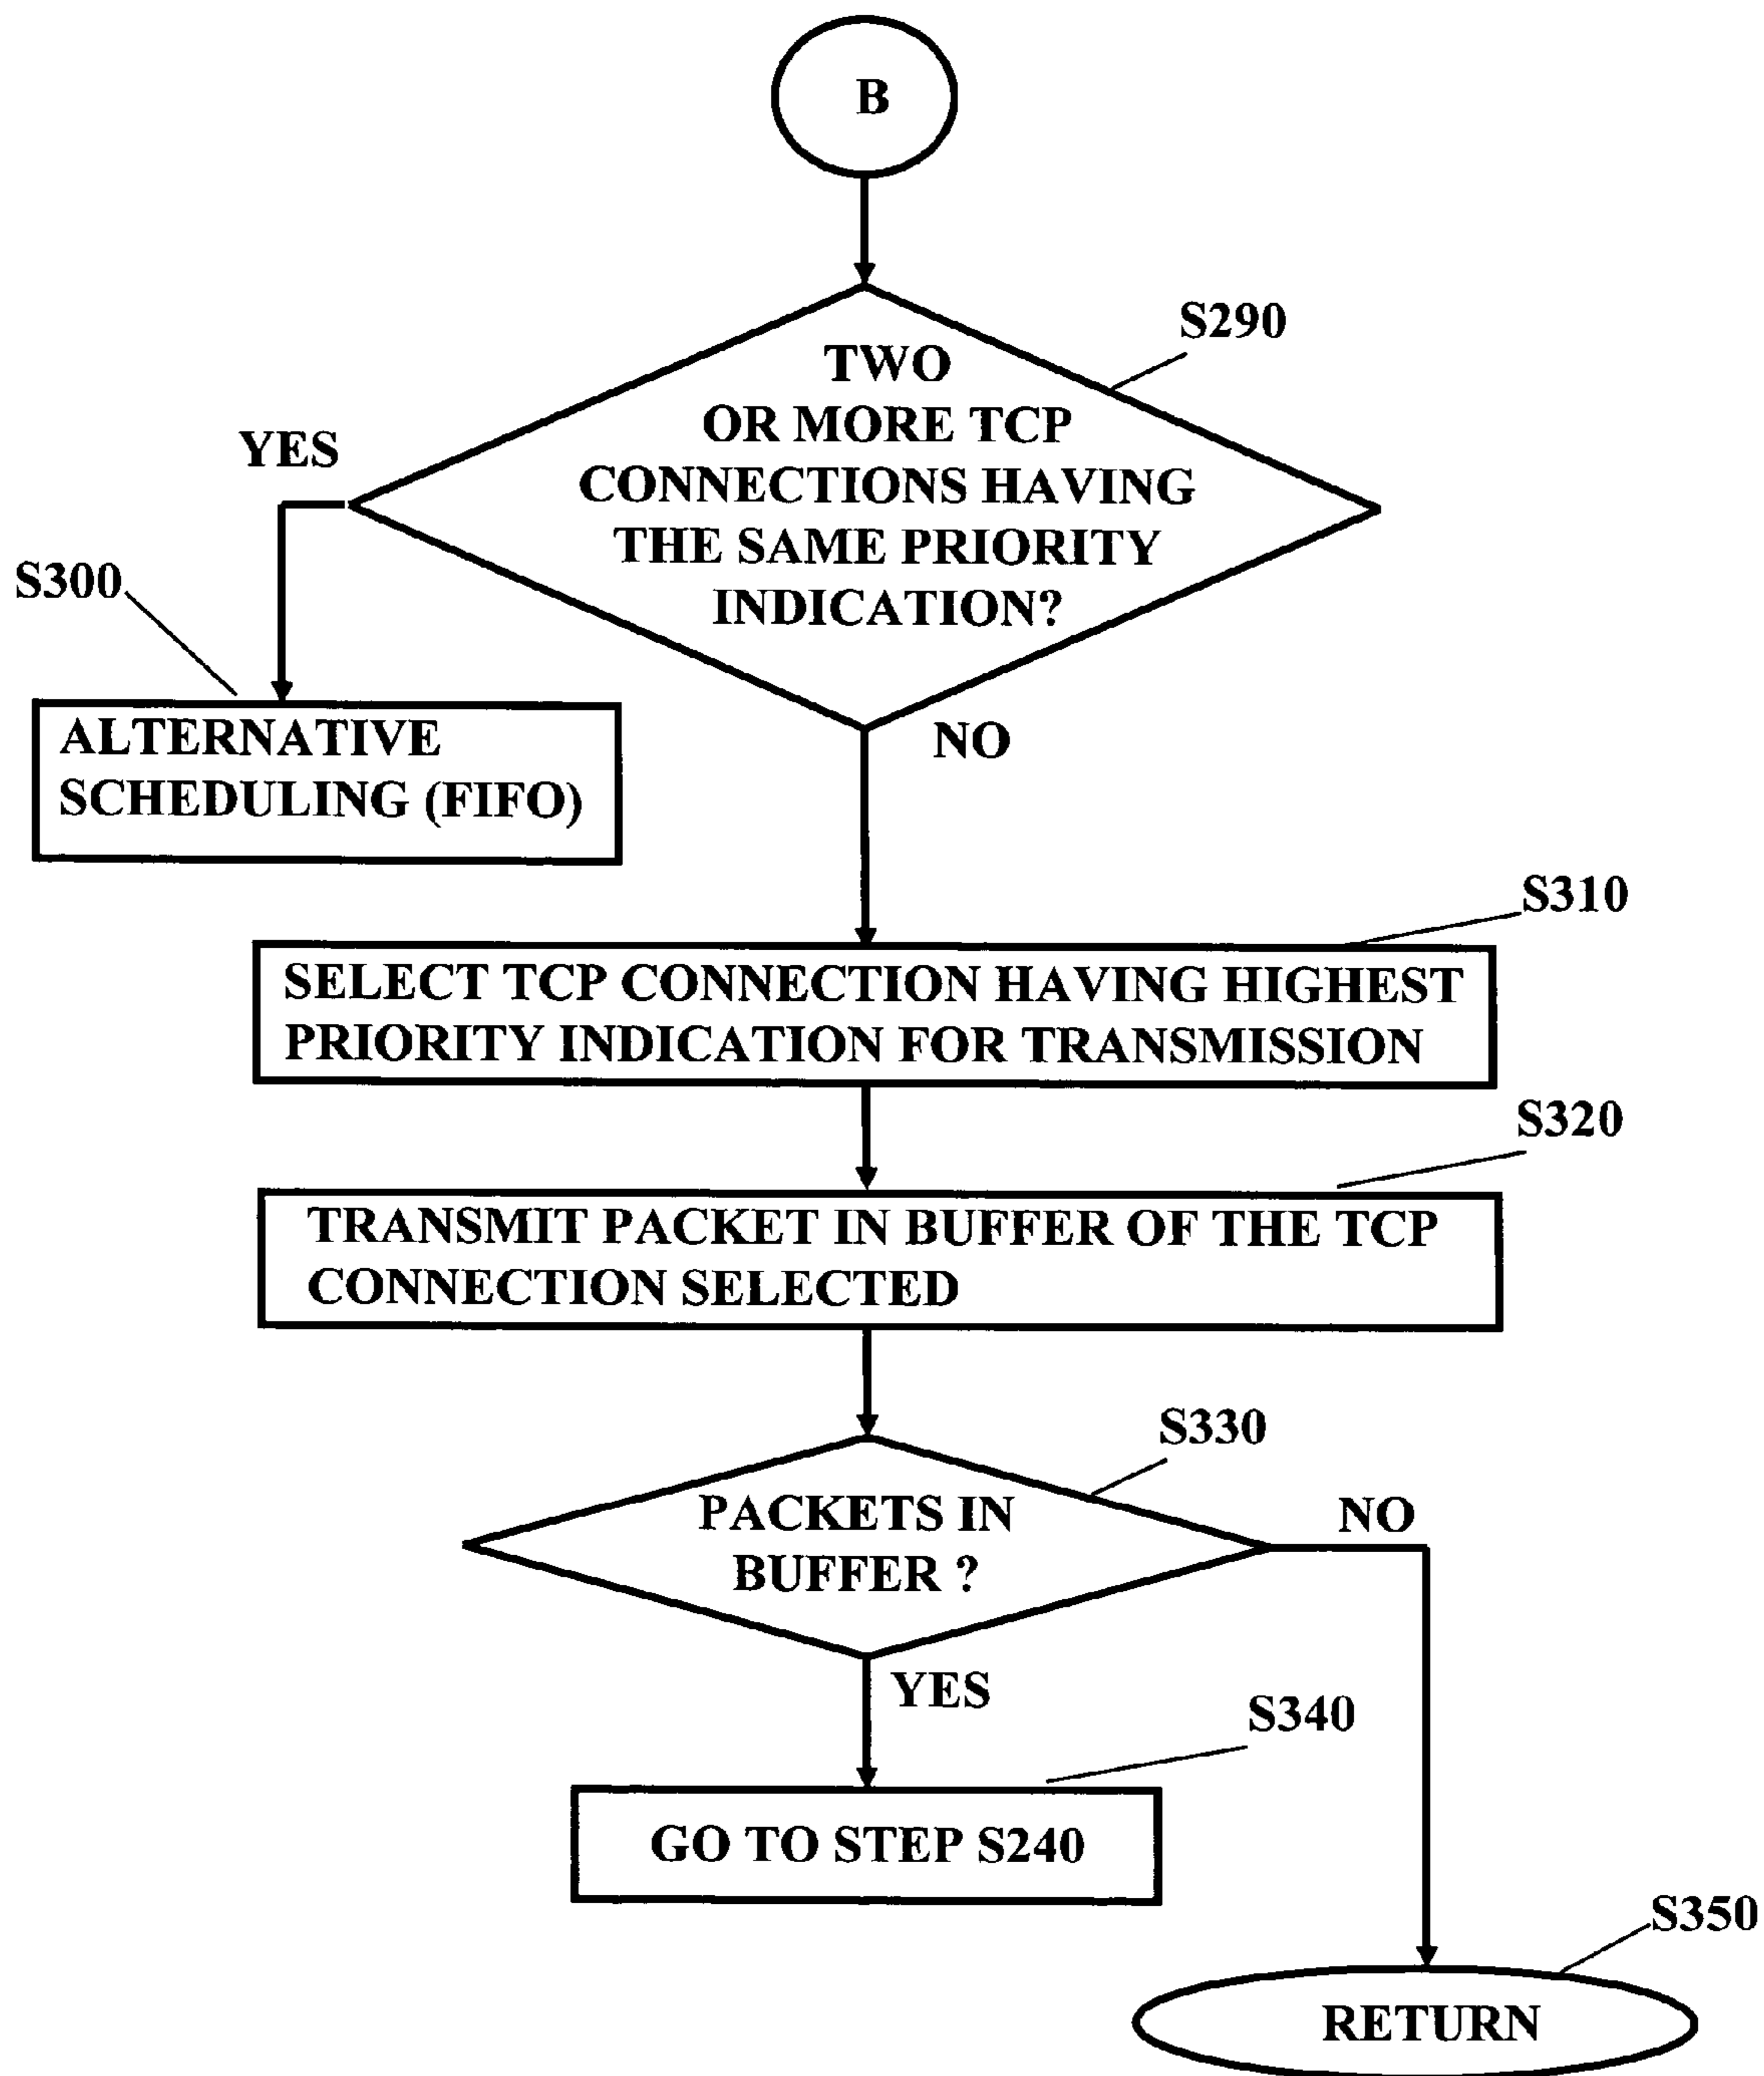 B
S290
TWO
OR MORE TCP
CONNECTIONS HAVING
THE SAME PRIORITY
INDICATION?
YES
S300
ALTERNATIVE
SCHEDULING (FIFO)
NO
S310
SELECT TCP CONNECTION HAVING HIGHEST
PRIORITY INDICATION FOR TRANSMISSION
S320
TRANSMIT PACKET IN BUFFER OF THE TCP
CONNECTION SELECTED
S330
PACKETS IN
BUFFER ?
NO
YES
S340
GO TO STEP S240
S350
RETURN